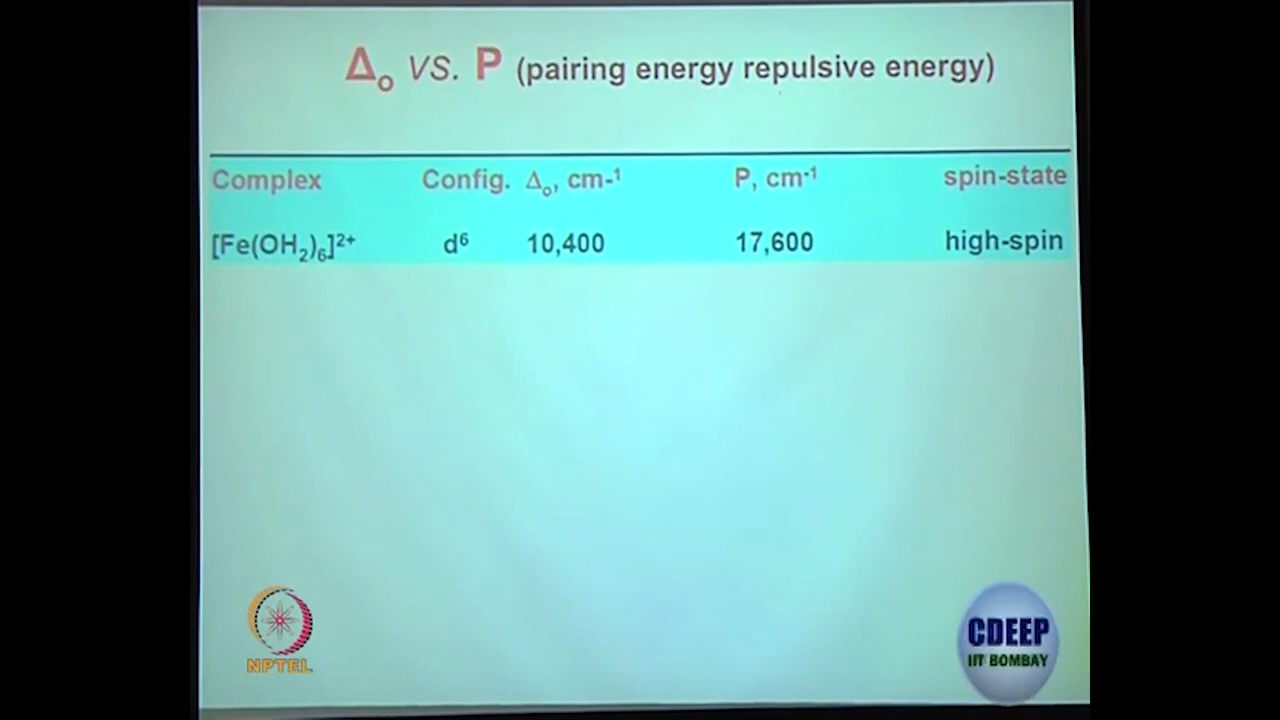 Δₒ VS. P (pairing energy repulsive energy)
Complex Config. Δₒ, cm-¹ P, cm-¹ spin-state
[Fe(OH₂)₆]²⁺ d⁶ 10,400 17,600 high-spin
NPTEL
CDEEP
IIT BOMBAY